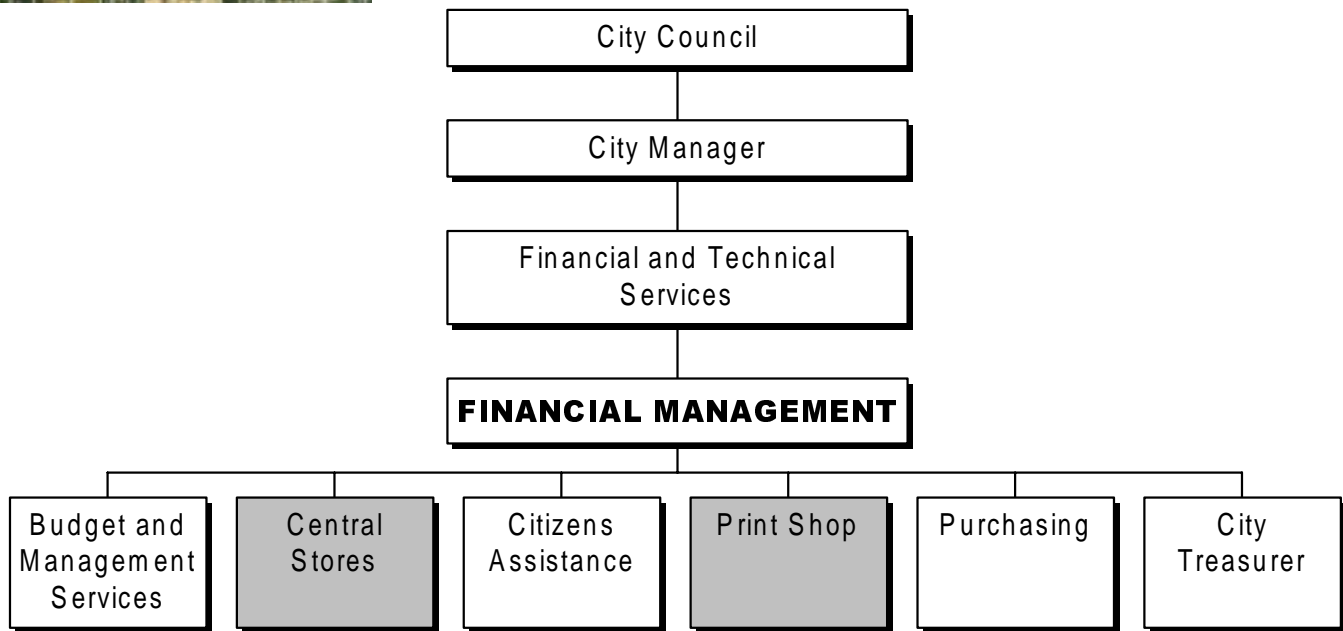 City Council
City Manager
Financial and Technical
Services
FINANCIAL MANAGEMENT
Budget and
Management
Services
Central
Stores
Citizens
Assistance
Print Shop
Purchasing
City
Treasurer